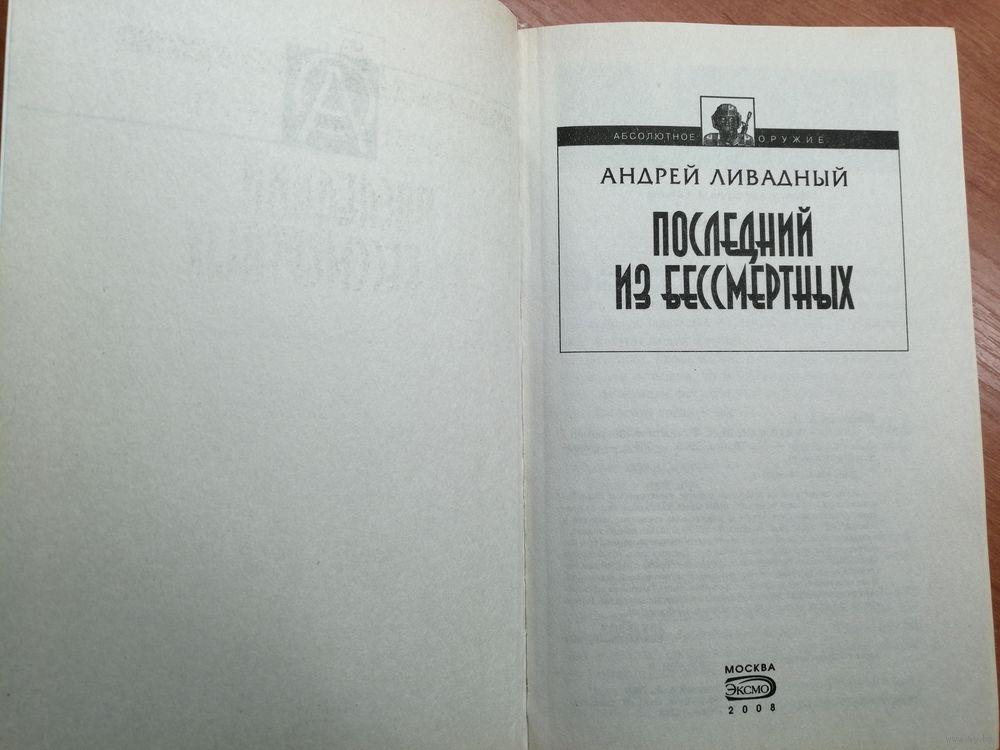 АБСОЛЮТНОЕ ОРУЖИЕ
АНДРЕЙ ЛИВАДНЫЙ
ПОСЛЕДНИЙ
ИЗ БЕССМЕРТНЫХ
МОСКВА
ЭКСМО
2008